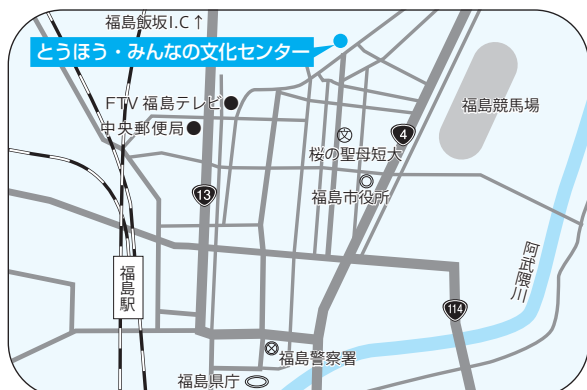 福島飯坂I.C↑
とうほう・みんなの文化センター
FTV 福島テレビ
中央郵便局
福島競馬場
4
文
桜の聖母短大
13
福島市役所
阿武隈川
福島駅
114
福島警察署
福島県庁